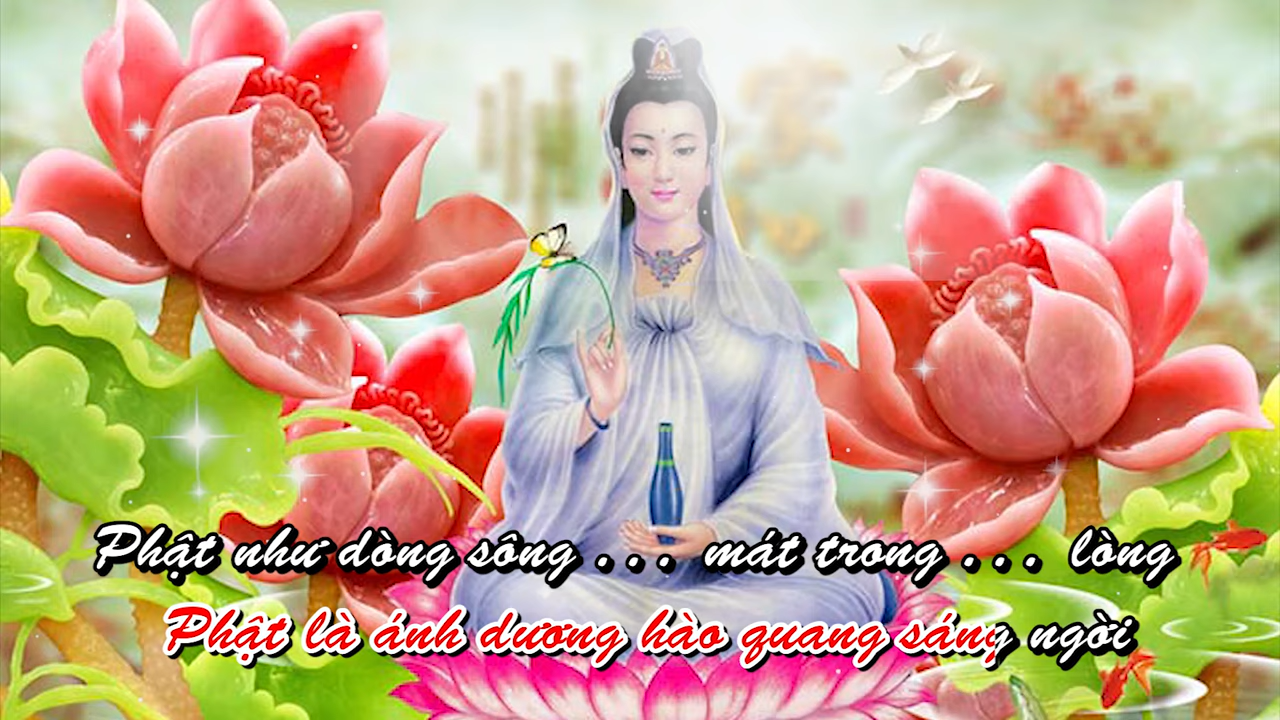 Phật như dòng sông . . . mát trong . . . lòng
Phật là ánh dương hào quang sáng ngời